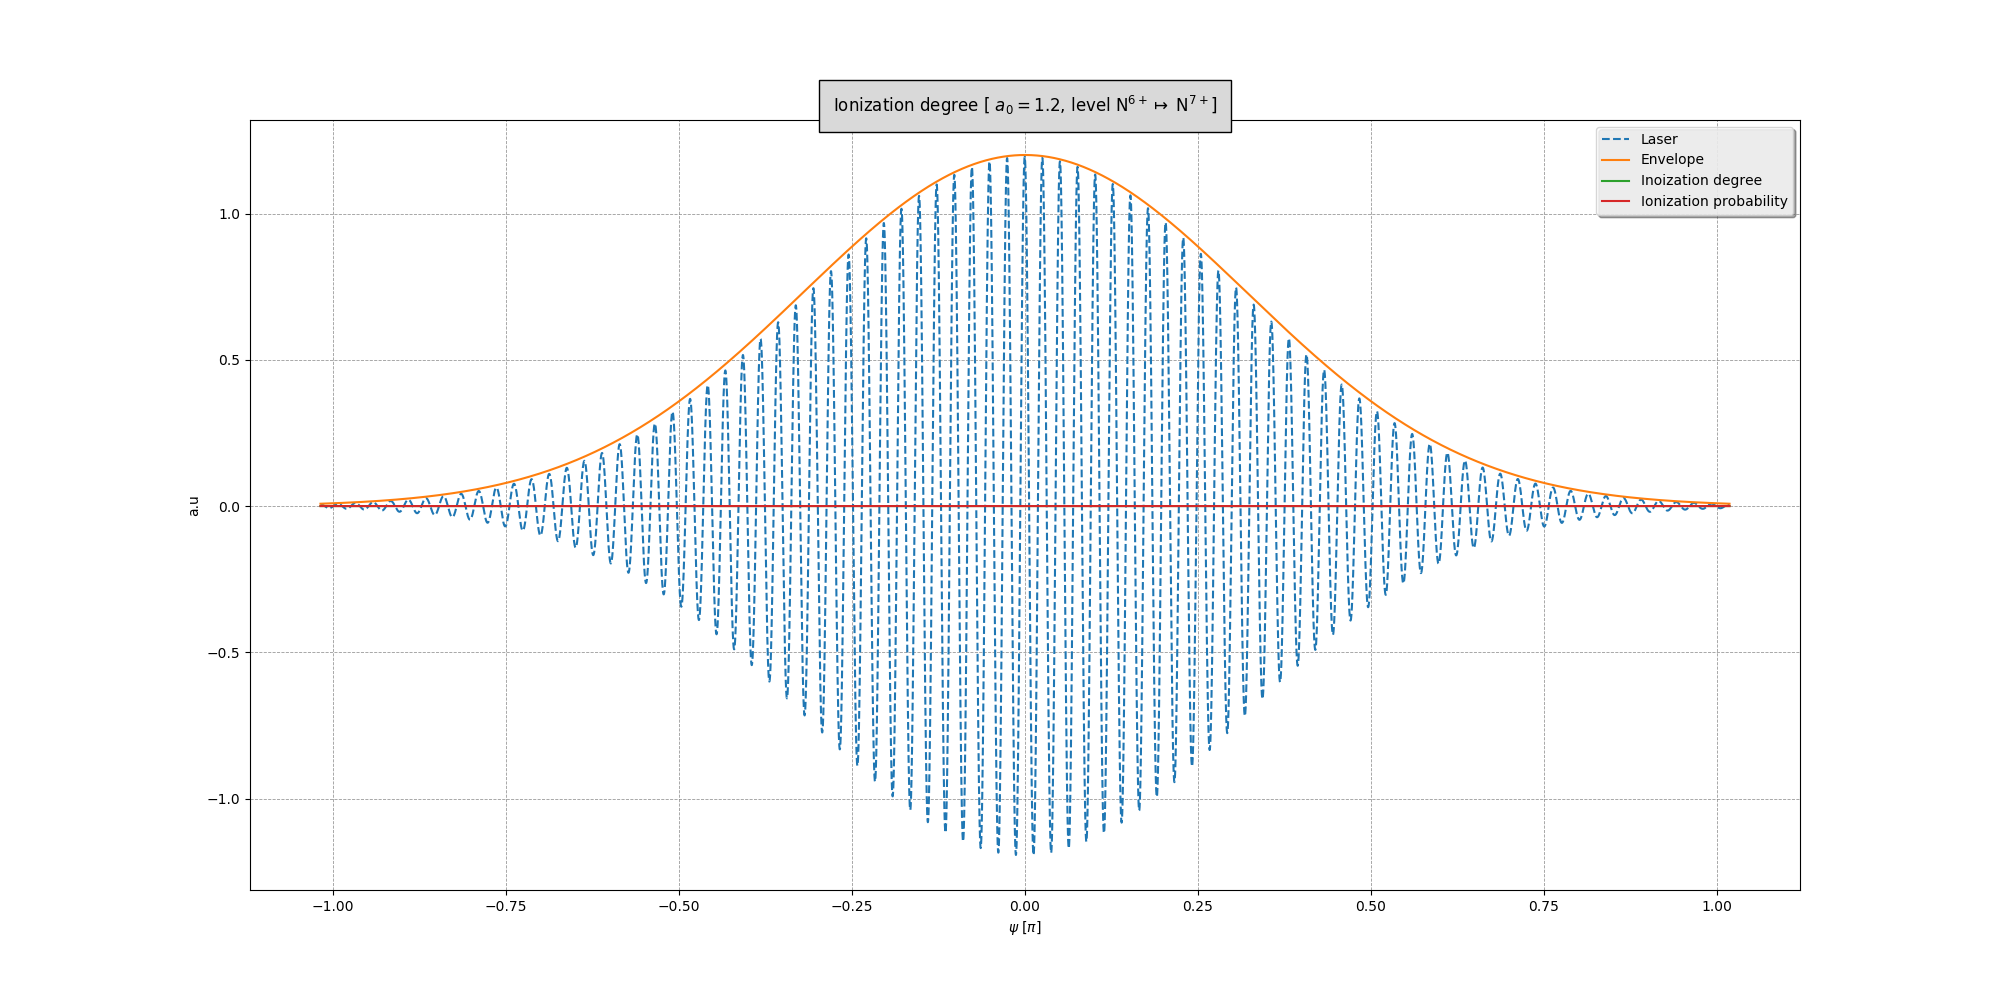 Ionization degree [ a₀ = 1.2, level N⁶⁺ ↦ N⁷⁺]
Laser
Envelope
Inoization degree
Ionization probability
a.u
1.0
0.5
0.0
−0.5
−1.0
−1.00 −0.75 −0.50 −0.25 0.00 0.25 0.50 0.75 1.00
ψ [π]